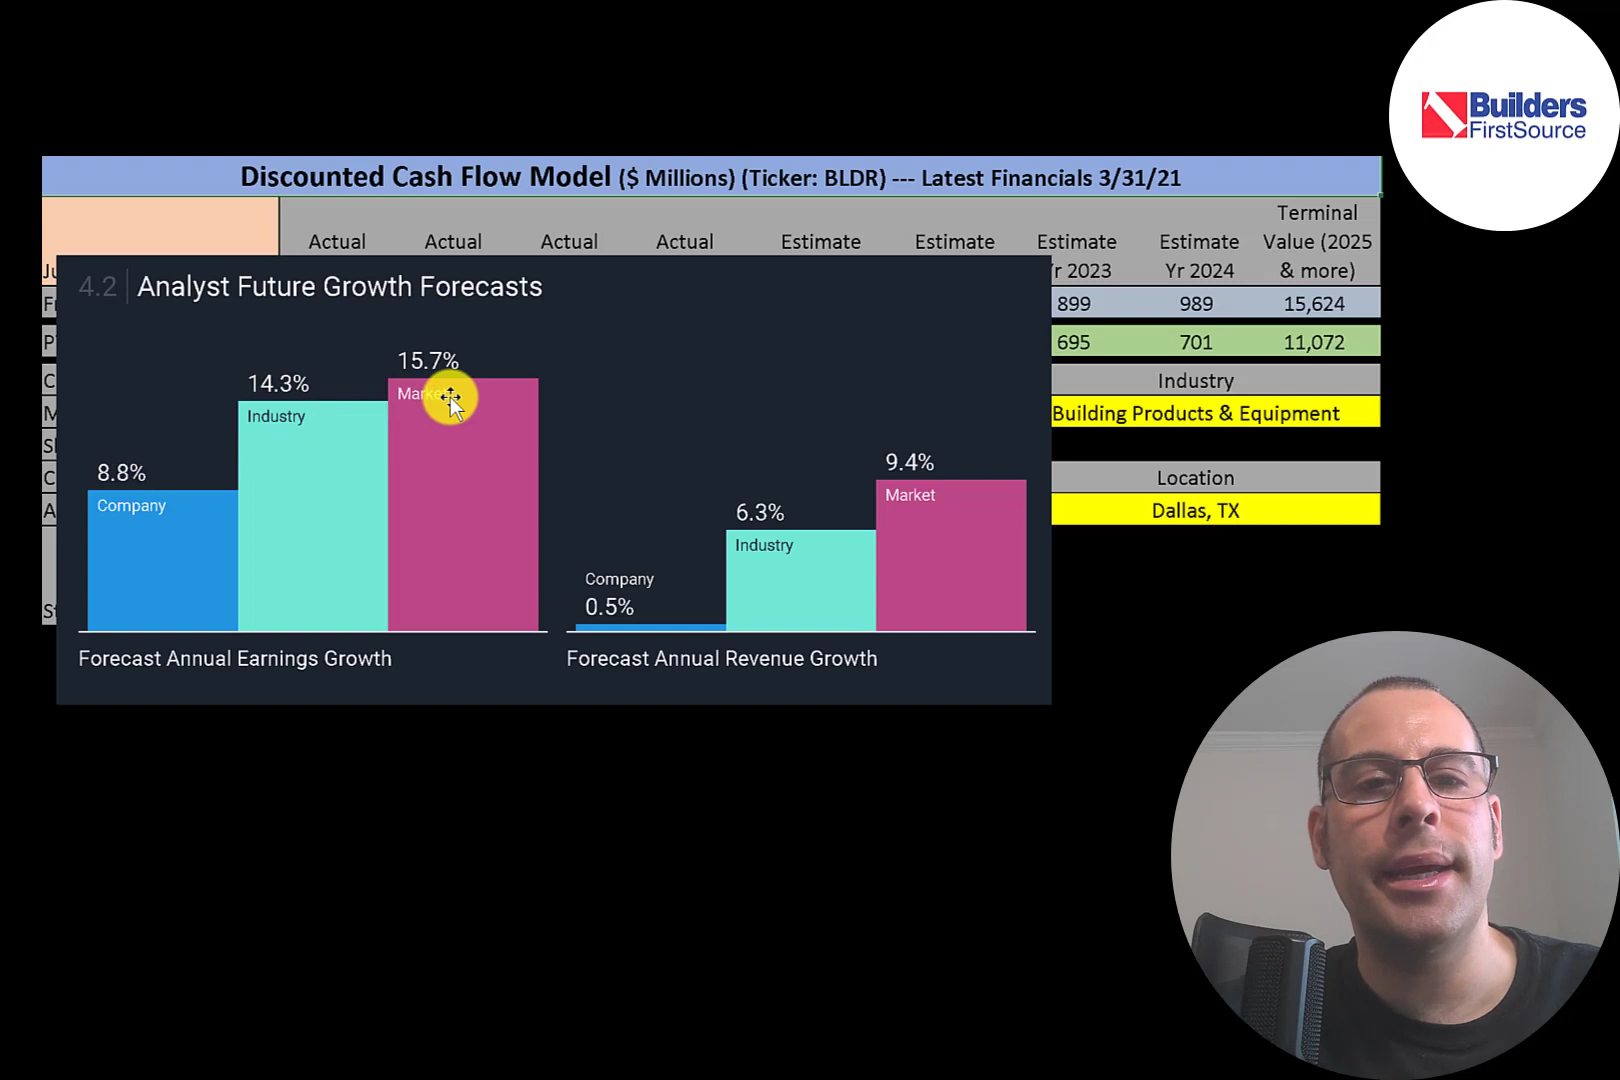 Builders
FirstSource
Discounted Cash Flow Model ($ Millions) (Ticker: BLDR) --- Latest Financials 3/31/21
Actual Actual Actual Actual Estimate Estimate Estimate Estimate Terminal
Yr 2024 Value (2025
& more)
899 989 15,624
695 701 11,072
Industry
Building Products & Equipment
Location
Dallas, TX
4.2 Analyst Future Growth Forecasts
15.7%
Market
14.3%
Industry
8.8%
Company
Forecast Annual Earnings Growth
9.4%
Market
6.3%
Industry
Company
0.5%
Forecast Annual Revenue Growth